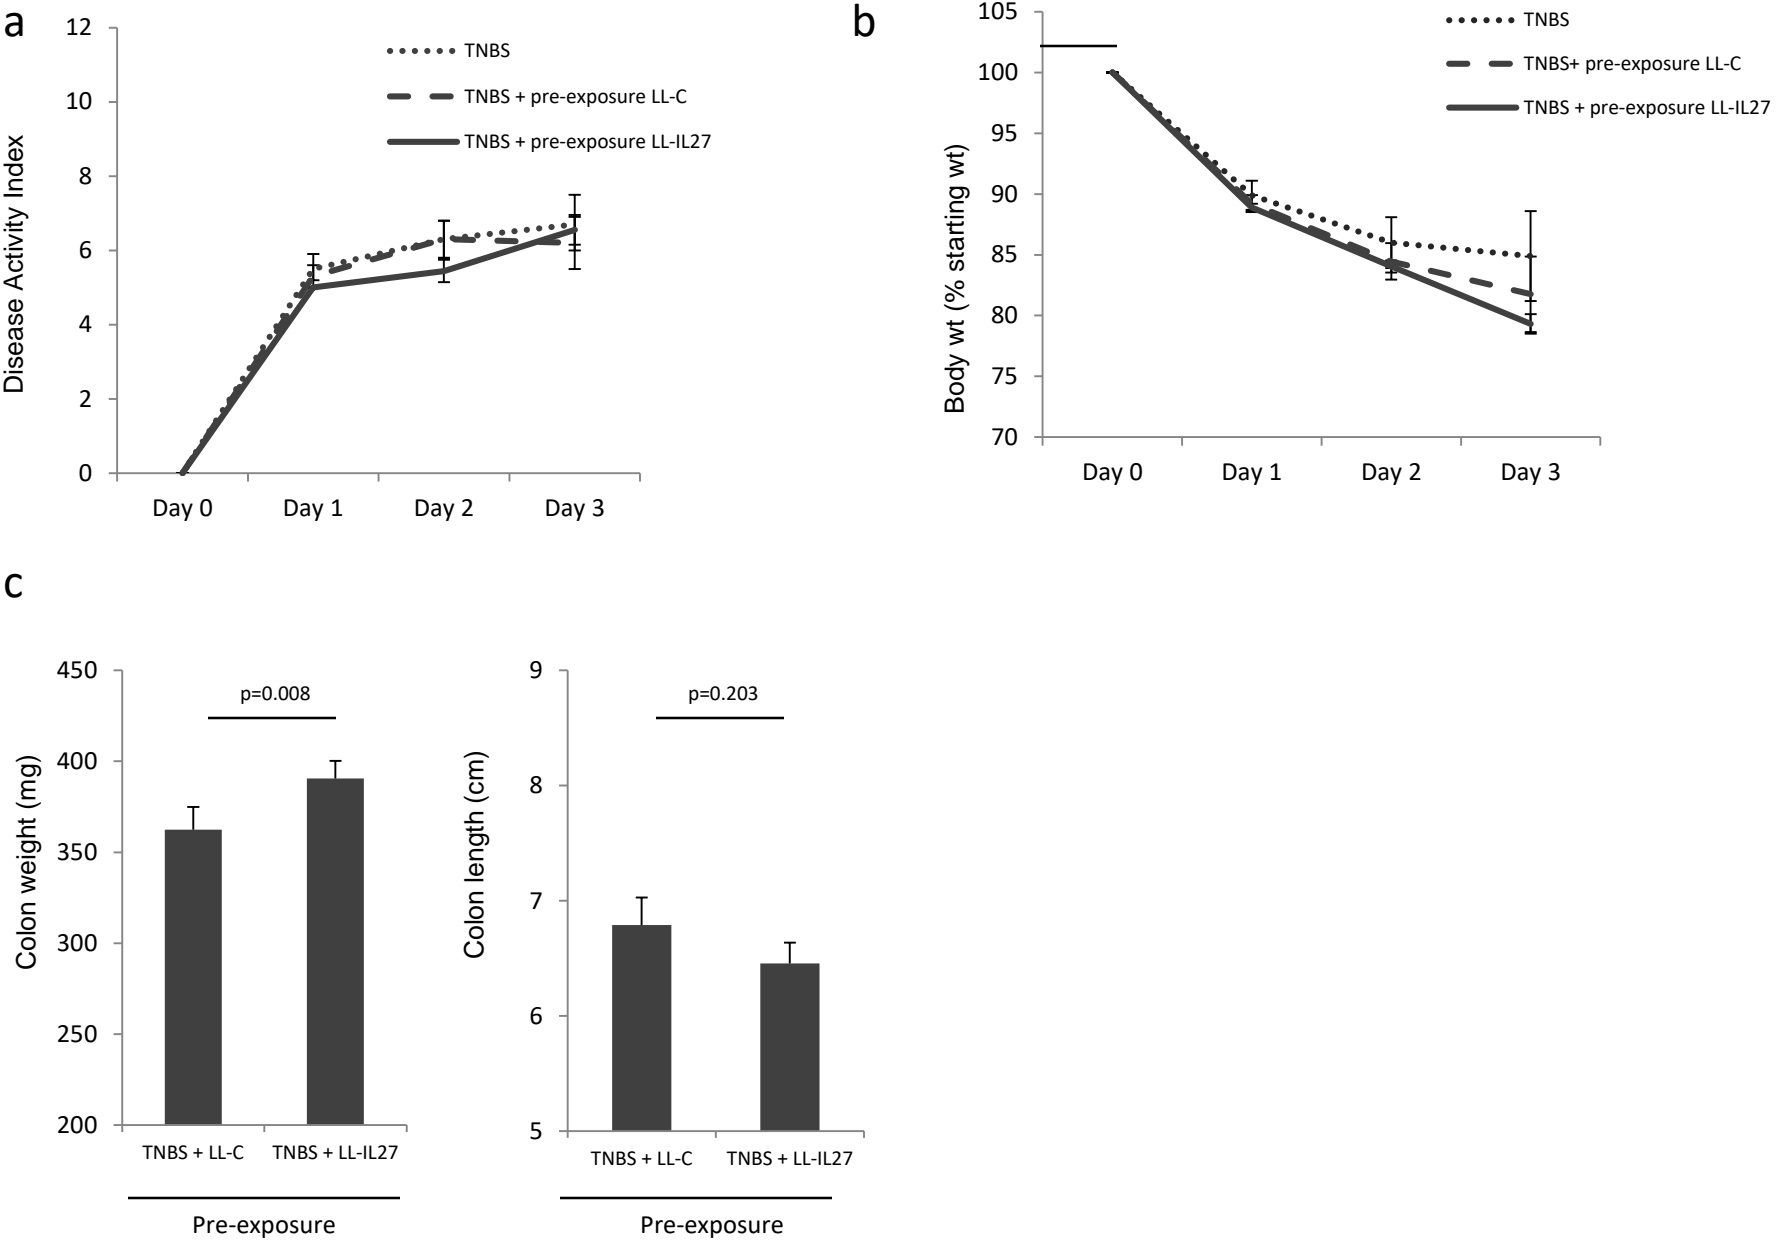 a
12
10
8
6
4
2
0
Disease Activity Index
TNBS
TNBS + pre-exposure LL-C
TNBS + pre-exposure LL-IL27
Day 0 Day 1 Day 2 Day 3
b
105
100
95
90
85
80
75
70
Body wt (% starting wt)
TNBS
TNBS+ pre-exposure LL-C
TNBS + pre-exposure LL-IL27
Day 0 Day 1 Day 2 Day 3
c
450
400
350
300
250
200
Colon weight (mg)
p=0.008
TNBS + LL-C TNBS + LL-IL27
Pre-exposure
9
8
7
6
5
Colon length (cm)
p=0.203
TNBS + LL-C TNBS + LL-IL27
Pre-exposure